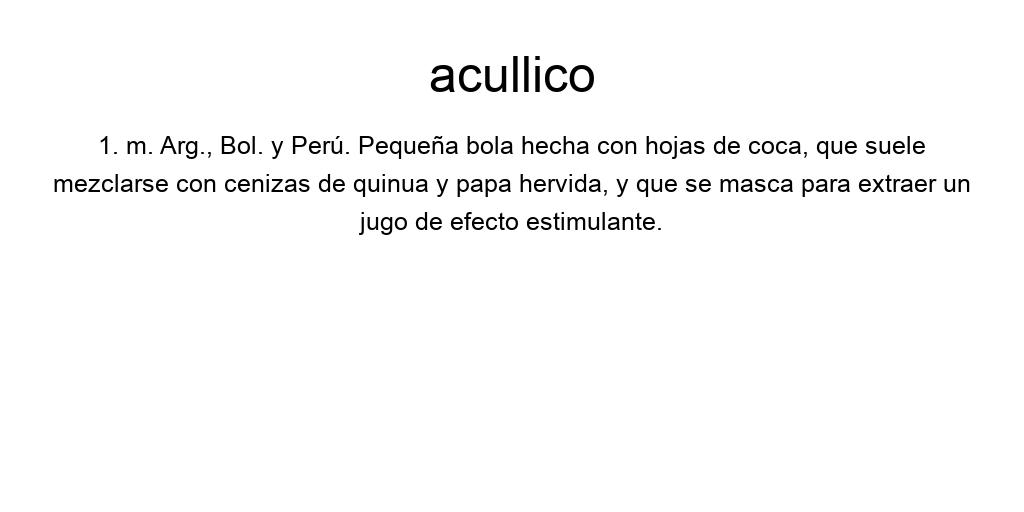 acullico
1. m. Arg., Bol. y Perú. Pequeña bola hecha con hojas de coca, que suele
mezclarse con cenizas de quinua y papa hervida, y que se masca para extraer un
jugo de efecto estimulante.